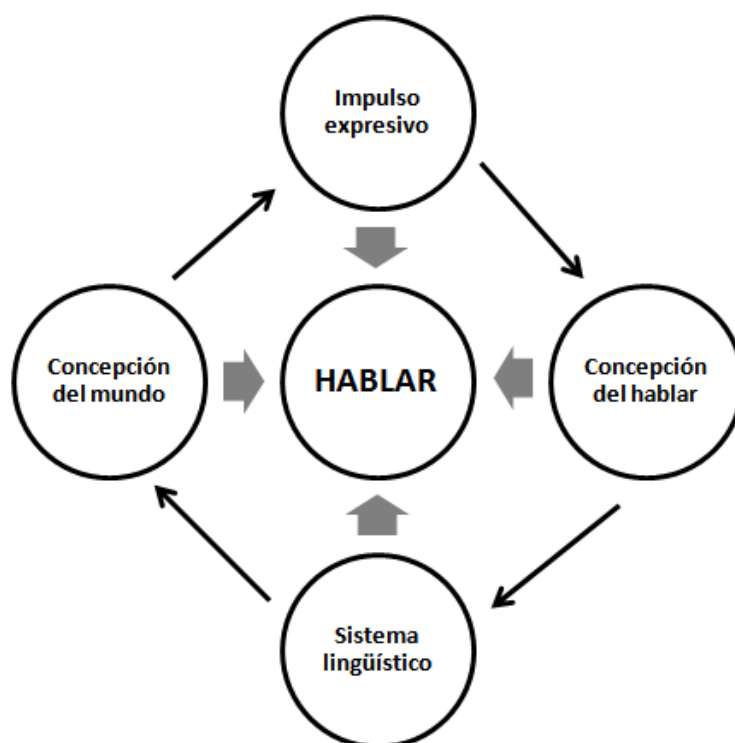 Impulso
expresivo
Concepción
del mundo
HABLAR
Concepción
del hablar
Sistema
lingüístico